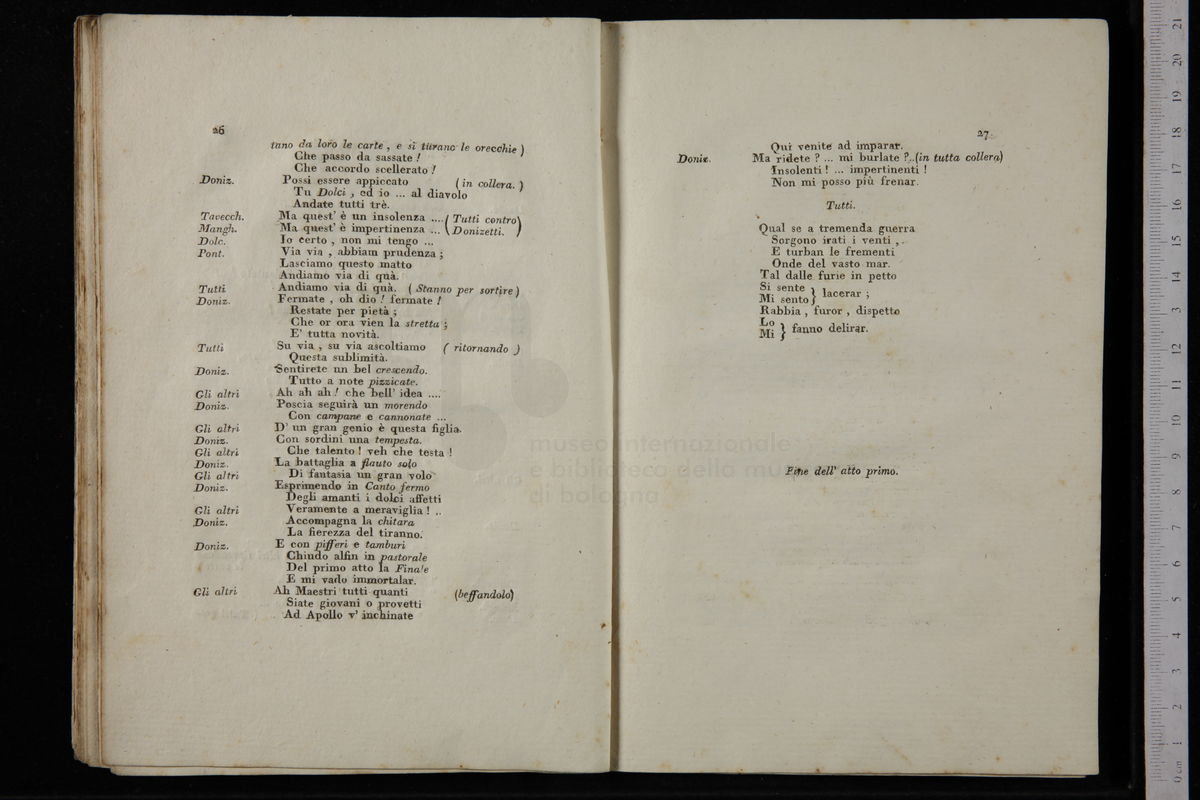 26
tano da loro le carte , e si turano le orecchie )
Che passo da sassate !
Che accordo scellerato !
Doniz. Possi essere appiccato ( in collera. )
Tu Dolci , ed io ... al diavolo
Andate tutti trè.
Tavecch. Ma quest' è un insolenza .... ( Tutti contro
Mangh. Ma quest' è impertinenza ... Donizetti. )
Dolc. Io certo , non mi tengo ...
Pont. Via via , abbiam prudenza ;
Lasciamo questo matto
Andiamo via di quà.
Tutti Andiamo via di quà. ( Stanno per sortire )
Doniz. Fermate , oh dio ! fermate !
Restate per pietà ;
Che or ora vien la stretta ;
E' tutta novità.
Tutti Su via , su via ascoltiamo ( ritornando )
Questa sublimità.
Doniz. Sentirete un bel crescendo.
Tutto a note pizzicate.
Gli altri Ah ah ah ! che bell' idea ....
Doniz. Poscia seguirà un morendo
Con campane e cannonate ...
Gli altri D' un gran genio è questa figlia.
Doniz. Con sordini una tempesta.
Gli altri Che talento ! veh che testa !
Doniz. La battaglia a flauto solo
Gli altri Di fantasia un gran volo
Doniz. Esprimendo in Canto fermo
Degli amanti i dolci affetti
Gli altri Veramente a meraviglia ! ..
Doniz. Accompagna la chitara
La fierezza del tiranno.
Doniz. E con pifferi e tamburi
Chiudo alfin in pastorale
Del primo atto la Finale
E mi vado immortalar.
Gli altri Ah Maestri tutti quanti (beffandolo)
Siate giovani o provetti
Ad Apollo v' inchinate
27
Qui venite ad imparar.
Doniz. Ma ridete ? ... mi burlate ?..(in tutta collera)
Insolenti ! ... impertinenti !
Non mi posso più frenar.
Tutti.
Qual se a tremenda guerra
Sorgono irati i venti ,
E turban le frementi
Onde del vasto mar.
Tal dalle furie in petto
Si sente } lacerar ;
Mi sento }
Rabbia , furor , dispetto
Lo } fanno delirar.
Mi }
Fine dell' atto primo.
museo internazionale
e biblioteca della mu
di bologna